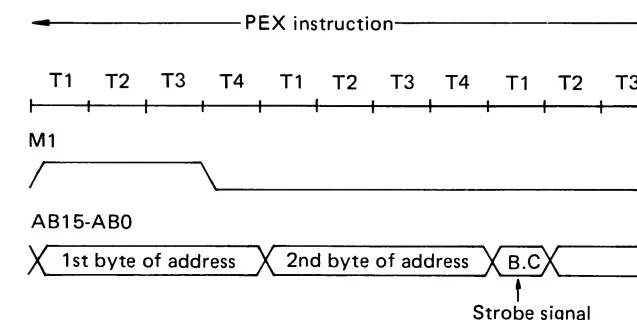 PEX instruction
T1 T2 T3 T4 T1 T2 T3 T4 T1 T2 T3
M1
AB15-AB0
1st byte of address 2nd byte of address B.C
Strobe signal